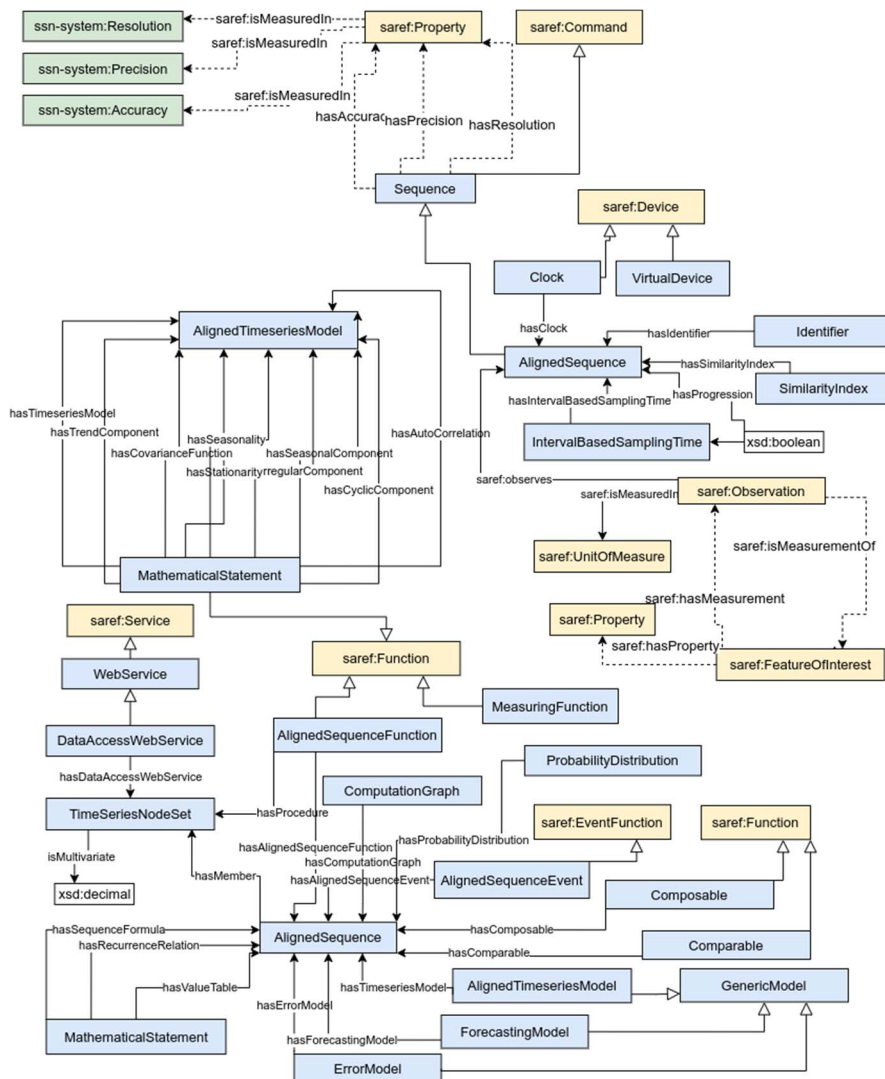 ssn-system:Resolution
saref:isMeasuredIn
saref:Property
saref:Command
saref:isMeasuredIn
ssn-system:Precision
saref:isMeasuredIn
ssn-system:Accuracy
hasAccurac
hasPrecision
hasResolution
Sequence
saref:Device
Clock
VirtualDevice
AlignedTimeseriesModel
hasClock
hasIdentifier
Identifier
AlignedSequence
hasSimilarityIndex
SimilarityIndex
hasTimeseriesModel
hasIntervalBasedSamplingTime
hasProgression
hasTrendComponent
hasSeasonality
hasAutoCorrelation
IntervalBasedSamplingTime
xsd:boolean
hasCovarianceFunction
hasSeasonalComponent
hasStationarity
rregularComponent
hasCyclicComponent
saref:observes
saref:isMeasuredIn
saref:Observation
saref:isMeasurementOf
saref:UnitOfMeasure
MathematicalStatement
saref:hasMeasurement
saref:Service
saref:Property
saref:hasProperty
saref:Function
saref:FeatureOfInterest
WebService
MeasuringFunction
DataAccessWebService
AlignedSequenceFunction
ProbabilityDistribution
hasDataAccessWebService
ComputationGraph
TimeSeriesNodeSet
hasProcedure
saref:EventFunction
saref:Function
hasProbabilityDistribution
isMultivariate
hasAlignedSequenceFunction
hasComputationGraph
hasMember
hasAlignedSequenceEvent
AlignedSequenceEvent
xsd:decimal
Composable
hasSequenceFormula
AlignedSequence
hasComposable
hasRecurrenceRelation
hasComparable
Comparable
hasValueTable
hasTimeseriesModel
AlignedTimeseriesModel
GenericModel
hasErrorModel
MathematicalStatement
hasForecastingModel
ForecastingModel
ErrorModel